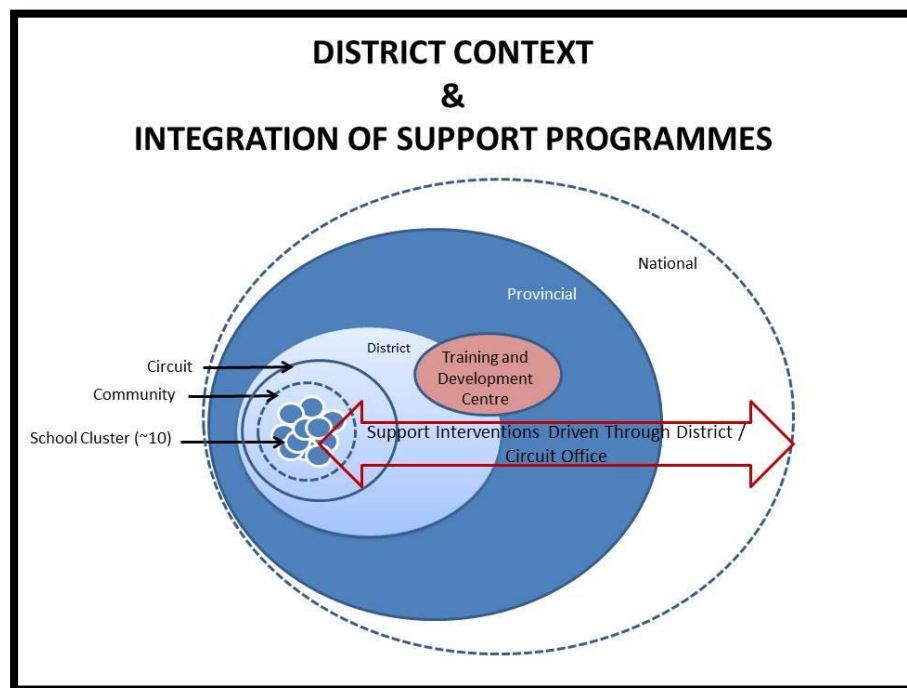 DISTRICT CONTEXT
&
INTEGRATION OF SUPPORT PROGRAMMES
National
Provincial
District
Training and
Development
Centre
Circuit
Community
School Cluster (~10)
Support Interventions Driven Through District /
Circuit Office